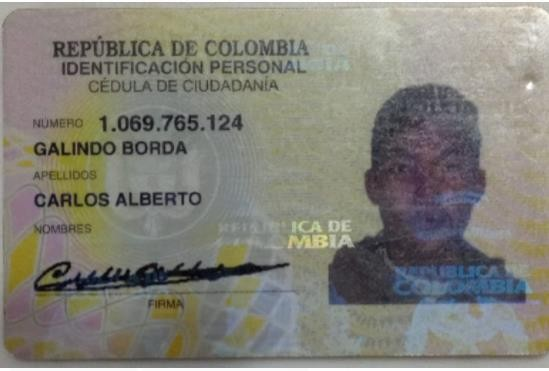 REPÚBLICA DE COLOMBIA
IDENTIFICACIÓN PERSONAL
CÉDULA DE CIUDADANÍA
NUMERO 1.069.765.124
GALINDO BORDA
APELLIDOS
CARLOS ALBERTO
NOMBRES
REPUBLICA DE
COLOMBIA
REPUBLICA DE
COLOMBIA
FIRMA